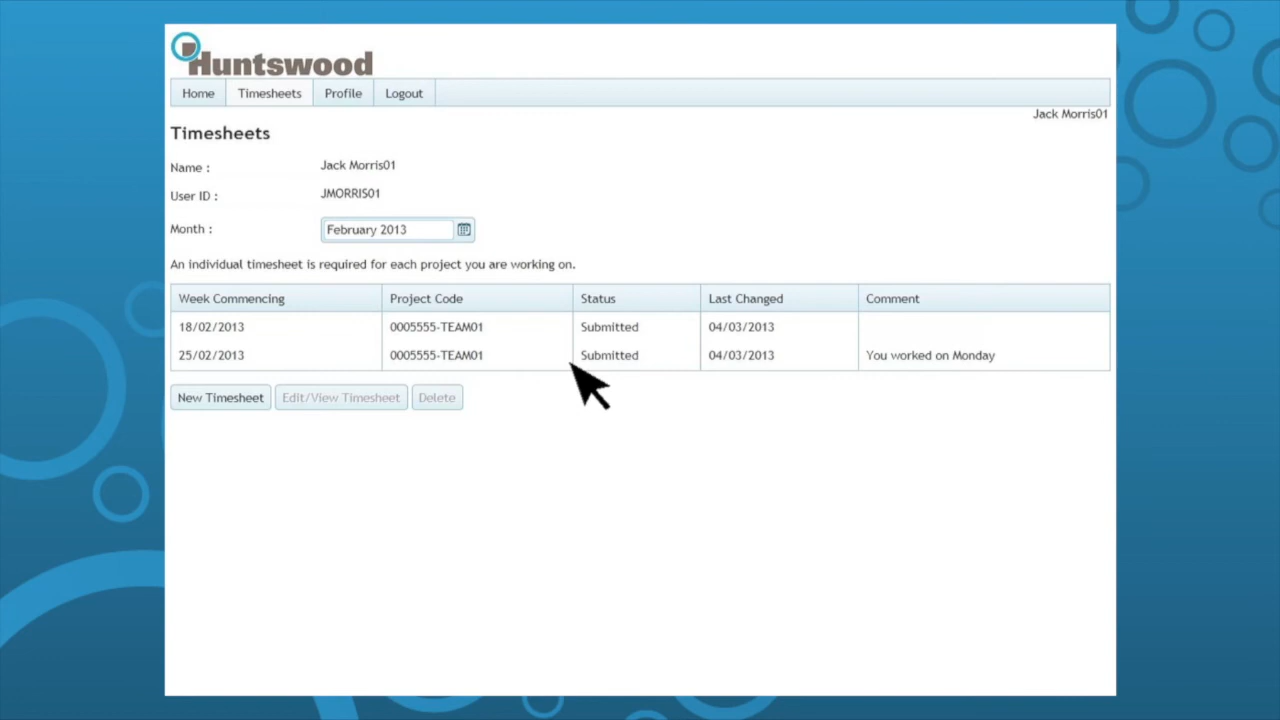 Huntswood
Home Timesheets Profile Logout
Jack Morris01
Timesheets
Name : Jack Morris01
User ID : JMORRIS01
Month : February 2013
An individual timesheet is required for each project you are working on.
Week Commencing Project Code Status Last Changed Comment
18/02/2013 0005555-TEAM01 Submitted 04/03/2013
25/02/2013 0005555-TEAM01 Submitted 04/03/2013 You worked on Monday
New Timesheet Edit/View Timesheet Delete